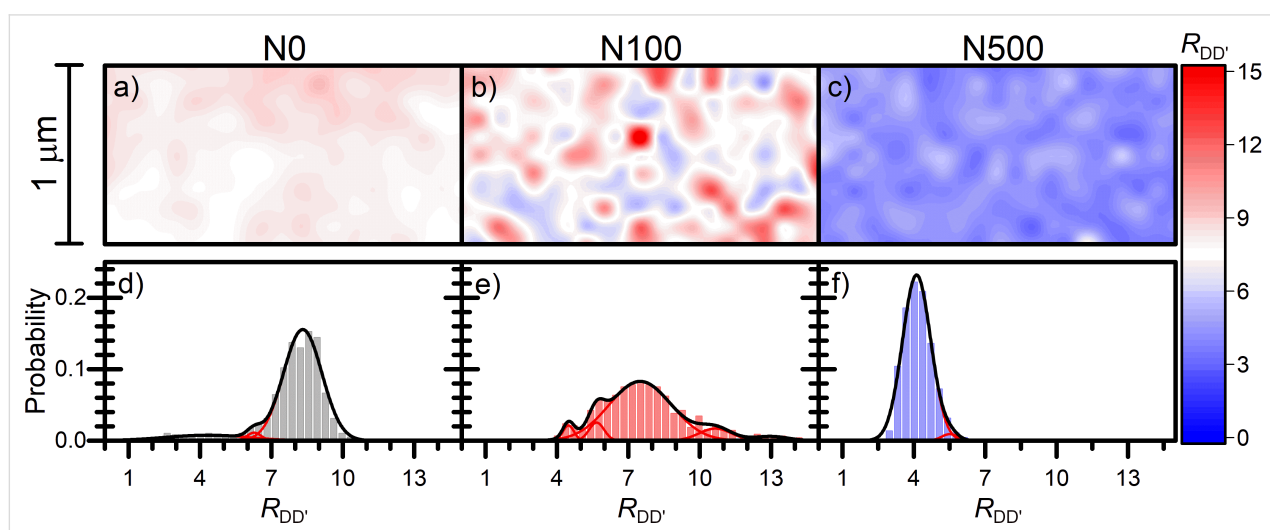 N0 N100 N500 R_DD'
a) b) c)
15
12
9
6
3
0
1 μm
d) e) f)
Probability
0.2
0.1
0.0
1 4 7 10 13 1 4 7 10 13 1 4 7 10 13
R_DD' R_DD' R_DD'